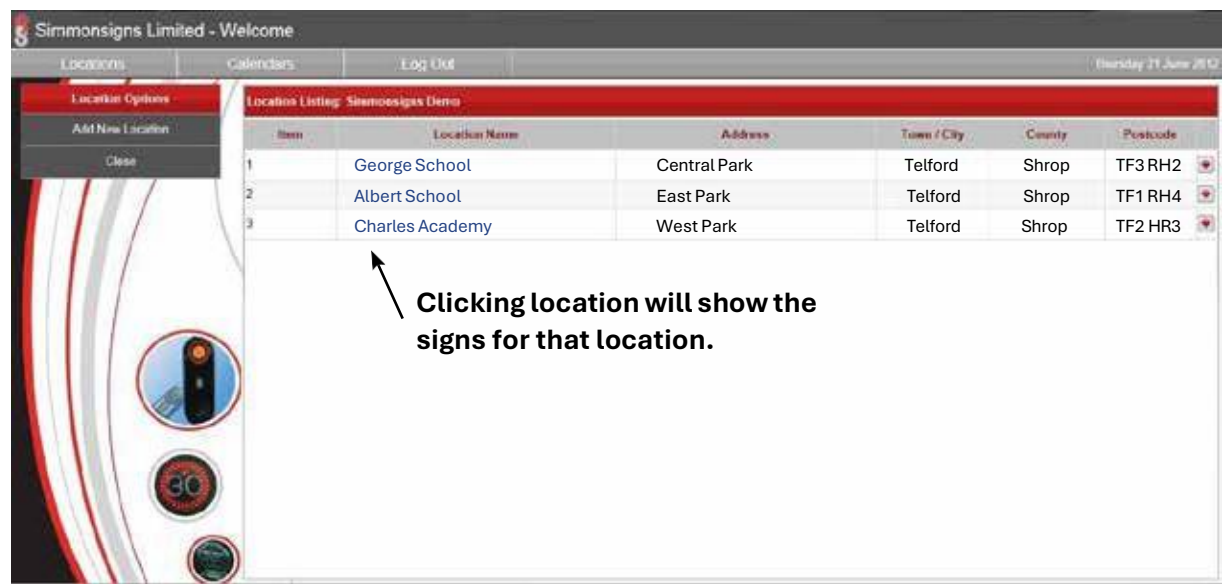 Simmonsigns Limited - Welcome
Locations Calendars Log Out Thursday 21 June 2012
Location Options
Add New Location
Close
Location Listing: Simmonsigns Demo
Item Location Name Address Town / City County Postcode
1 George School Central Park Telford Shrop TF3 RH2
2 Albert School East Park Telford Shrop TF1 RH4
3 Charles Academy West Park Telford Shrop TF2 HR3
Clicking location will show the
signs for that location.
30